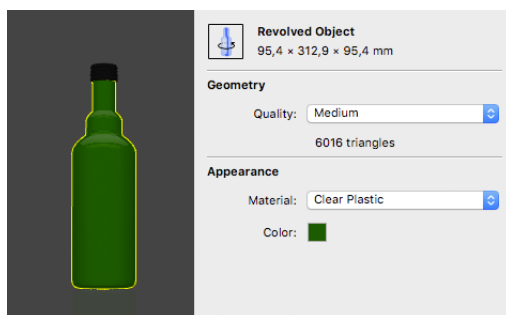 Revolved Object
95,4 × 312,9 × 95,4 mm
Geometry
Quality: Medium
6016 triangles
Appearance
Material: Clear Plastic
Color: